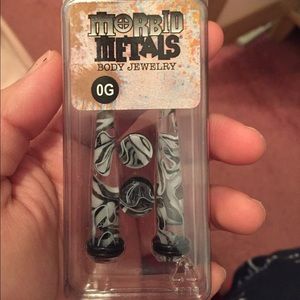 MORBID
METALS
BODY JEWELRY
0G